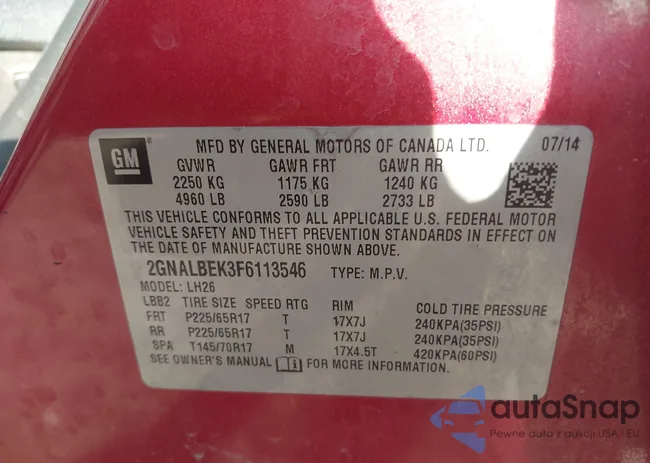 GM
MFD BY GENERAL MOTORS OF CANADA LTD. 07/14
GVWR GAWR FRT GAWR RR
2250 KG 1175 KG 1240 KG
4960 LB 2590 LB 2733 LB
THIS VEHICLE CONFORMS TO ALL APPLICABLE U.S. FEDERAL MOTOR
VEHICLE SAFETY AND THEFT PREVENTION STANDARDS IN EFFECT ON
THE DATE OF MANUFACTURE SHOWN ABOVE.
2GNALBEK3F6113546 TYPE: M.P.V.
MODEL: LH26
LBB2 TIRE SIZE SPEED RTG RIM COLD TIRE PRESSURE
FRT P225/65R17 T 17X7J 240KPA(35PSI)
RR P225/65R17 T 17X7J 240KPA(35PSI)
SPA T145/70R17 M 17X4.5T 420KPA(60PSI)
SEE OWNER'S MANUAL FOR MORE INFORMATION.
autaSnap
Pewne auta z aukcji USA - EU